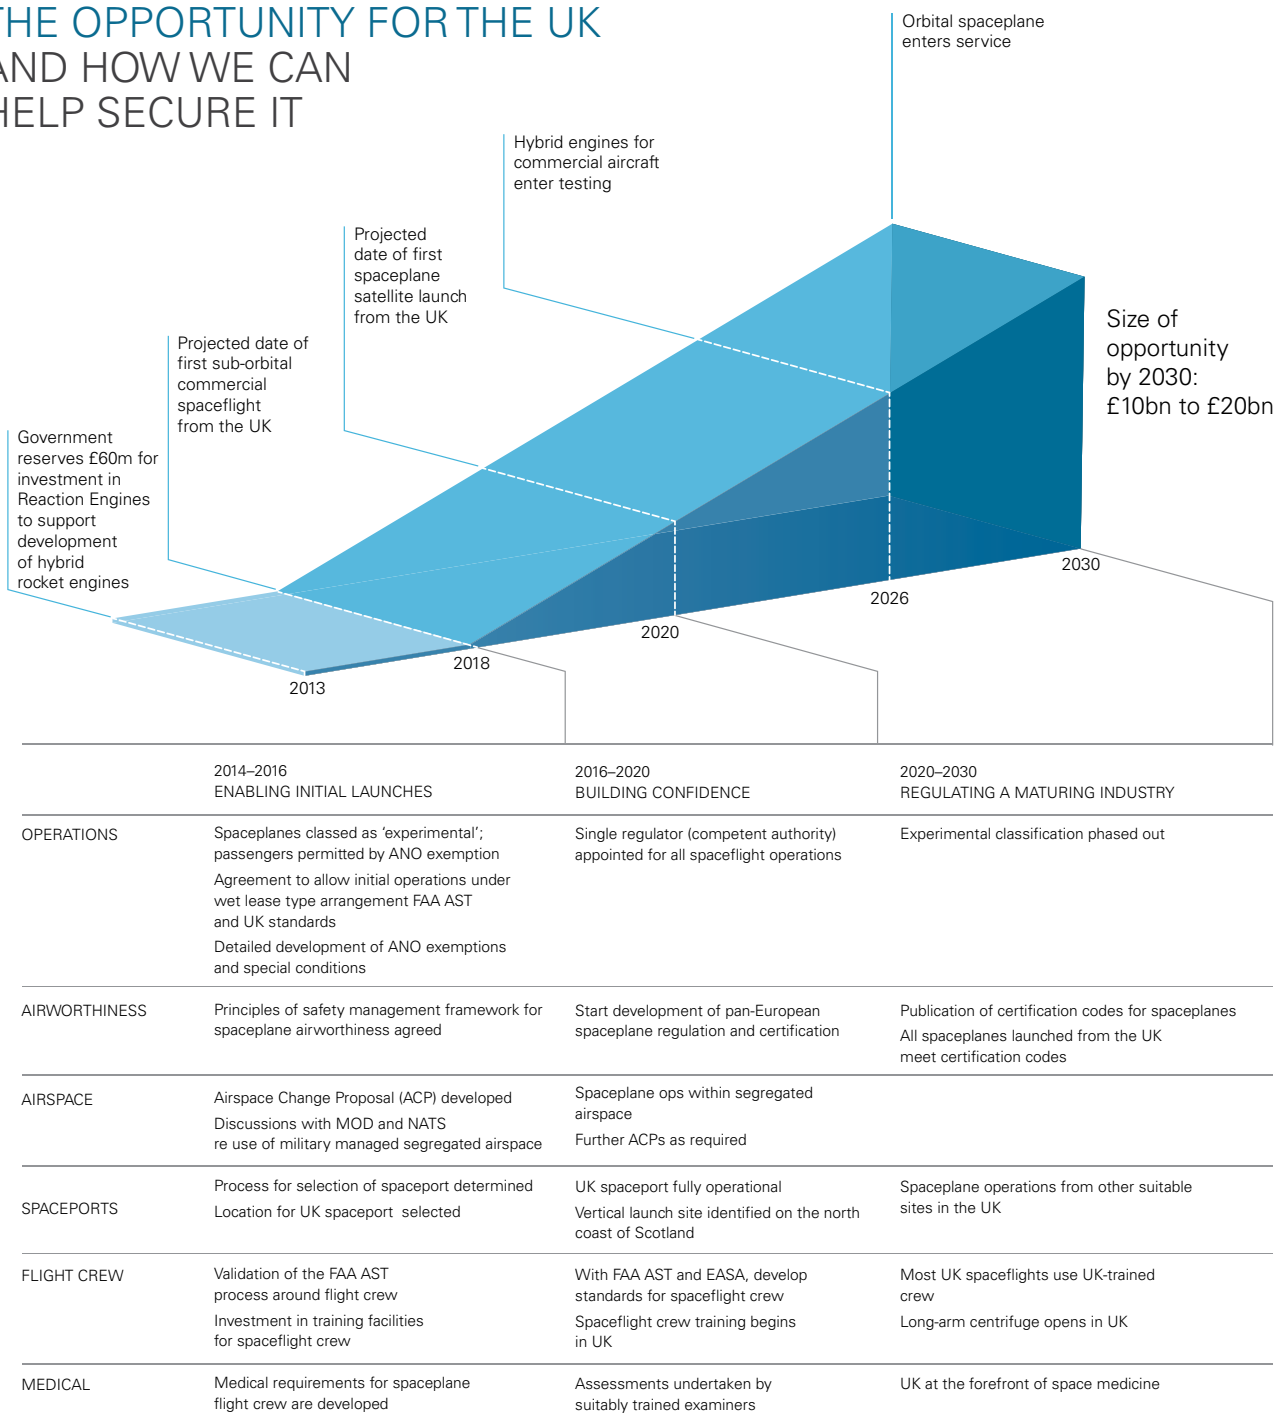 THE OPPORTUNITY FOR THE UK
AND HOW WE CAN
HELP SECURE IT
Orbital spaceplane
enters service
Hybrid engines for
commercial aircraft
enter testing
Projected
date of first
spaceplane
satellite launch
from the UK
Projected date of
first sub-orbital
commercial
spaceflight
from the UK
Government
reserves £60m for
investment in
Reaction Engines
to support
development
of hybrid
rocket engines
Size of
opportunity
by 2030:
£10bn to £20bn
2013
2018
2020
2026
2030
2014–2016
ENABLING INITIAL LAUNCHES
2016–2020
BUILDING CONFIDENCE
2020–2030
REGULATING A MATURING INDUSTRY
OPERATIONS
Spaceplanes classed as ‘experimental’;
passengers permitted by ANO exemption
Agreement to allow initial operations under
wet lease type arrangement FAA AST
and UK standards
Detailed development of ANO exemptions
and special conditions
Single regulator (competent authority)
appointed for all spaceflight operations
Experimental classification phased out
AIRWORTHINESS
Principles of safety management framework for
spaceplane airworthiness agreed
Start development of pan-European
spaceplane regulation and certification
Publication of certification codes for spaceplanes
All spaceplanes launched from the UK
meet certification codes
AIRSPACE
Airspace Change Proposal (ACP) developed
Discussions with MOD and NATS
re use of military managed segregated airspace
Spaceplane ops within segregated
airspace
Further ACPs as required
SPACEPORTS
Process for selection of spaceport determined
Location for UK spaceport selected
UK spaceport fully operational
Vertical launch site identified on the north
coast of Scotland
Spaceplane operations from other suitable
sites in the UK
FLIGHT CREW
Validation of the FAA AST
process around flight crew
Investment in training facilities
for spaceflight crew
With FAA AST and EASA, develop
standards for spaceflight crew
Spaceflight crew training begins
in UK
Most UK spaceflights use UK-trained
crew
Long-arm centrifuge opens in UK
MEDICAL
Medical requirements for spaceplane
flight crew are developed
Assessments undertaken by
suitably trained examiners
UK at the forefront of space medicine